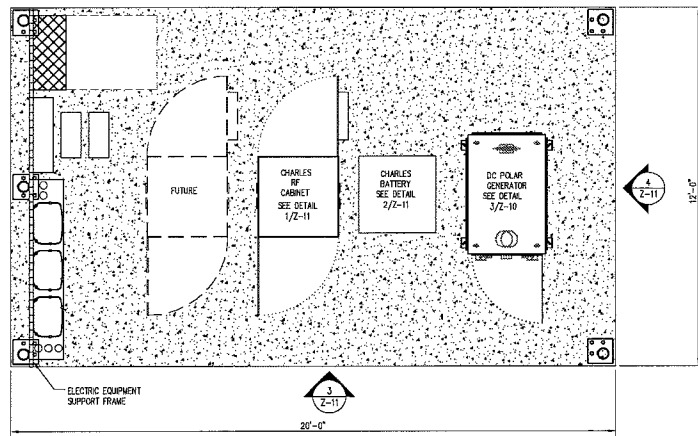 FUTURE
CHARLES
RF
CABINET
SEE DETAIL
1/Z-11
CHARLES
BATTERY
SEE DETAIL
2/Z-11
DC POLAR
GENERATOR
SEE DETAIL
3/Z-10
4
Z-11
12'-0"
ELECTRIC EQUIPMENT
SUPPORT FRAME
3
Z-11
20'-0"